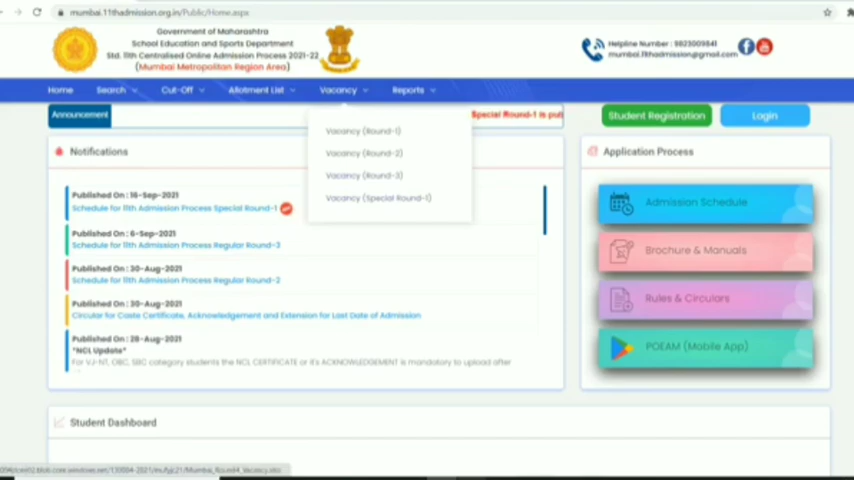 mumbai.11thadmission.org.in/Public/Home.aspx
Government of Maharashtra
School Education and Sports Department
Std. 11th Centralised Online Admission Process 2021-22
(Mumbai Metropolitan Region Area)
Helpline Number : 9823009841
mumbai.11thadmission@gmail.com
Home Search Cut-Off Allotment List Vacancy Reports
Announcement
Special Round-1 is pu
Student Registration
Login
Vacancy (Round-1)
Vacancy (Round-2)
Vacancy (Round-3)
Vacancy (Special Round-1)
Notifications
Published On : 16-Sep-2021
Schedule for 11th Admission Process Special Round-1
Published On : 6-Sep-2021
Schedule for 11th Admission Process Regular Round-3
Published On : 30-Aug-2021
Schedule for 11th Admission Process Regular Round-2
Published On : 30-Aug-2021
Circular for Caste Certificate, Acknowledgement and Extension for Last Date of Admission
Published On : 28-Aug-2021
*NCL Update*
For VJ-NT, OBC, SBC category students the NCL CERTIFICATE or it's ACKNOWLEDGEMENT is mandatory to upload after
Application Process
Admission Schedule
Brochure & Manuals
Rules & Circulars
POEAM (Mobile App)
Student Dashboard